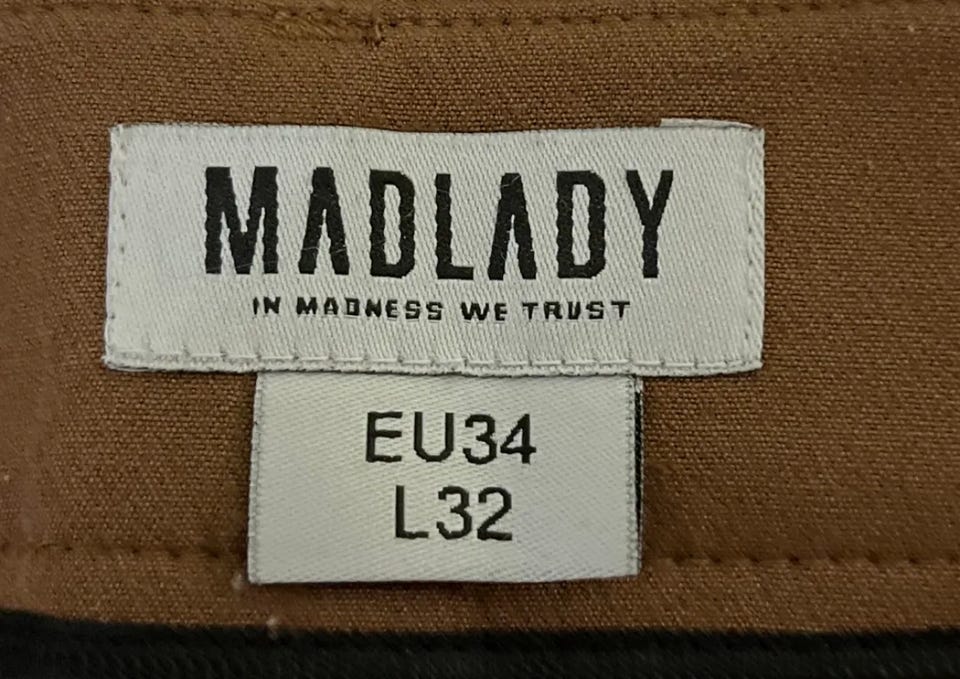 MADLADY
IN MADNESS WE TRUST
EU34
L32